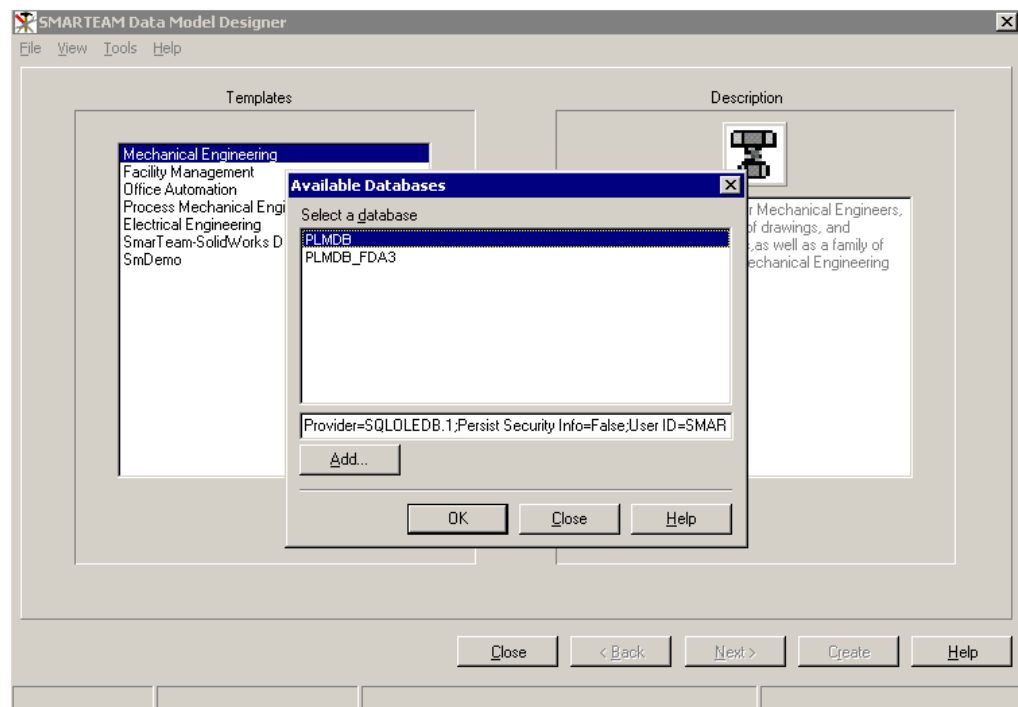 SMARTEAM Data Model Designer
File View Tools Help
Templates
Description
Mechanical Engineering
Facility Management
Office Automation
Process Mechanical Engi
Electrical Engineering
SmarTeam-SolidWorks D
SmDemo
r Mechanical Engineers,
of drawings, and
,as well as a family of
echanical Engineering
Available Databases
Select a database
PLMDB
PLMDB_FDA3
Provider=SQLOLEDB.1;Persist Security Info=False;User ID=SMAR
Add...
OK Close Help
Close < Back Next > Create Help